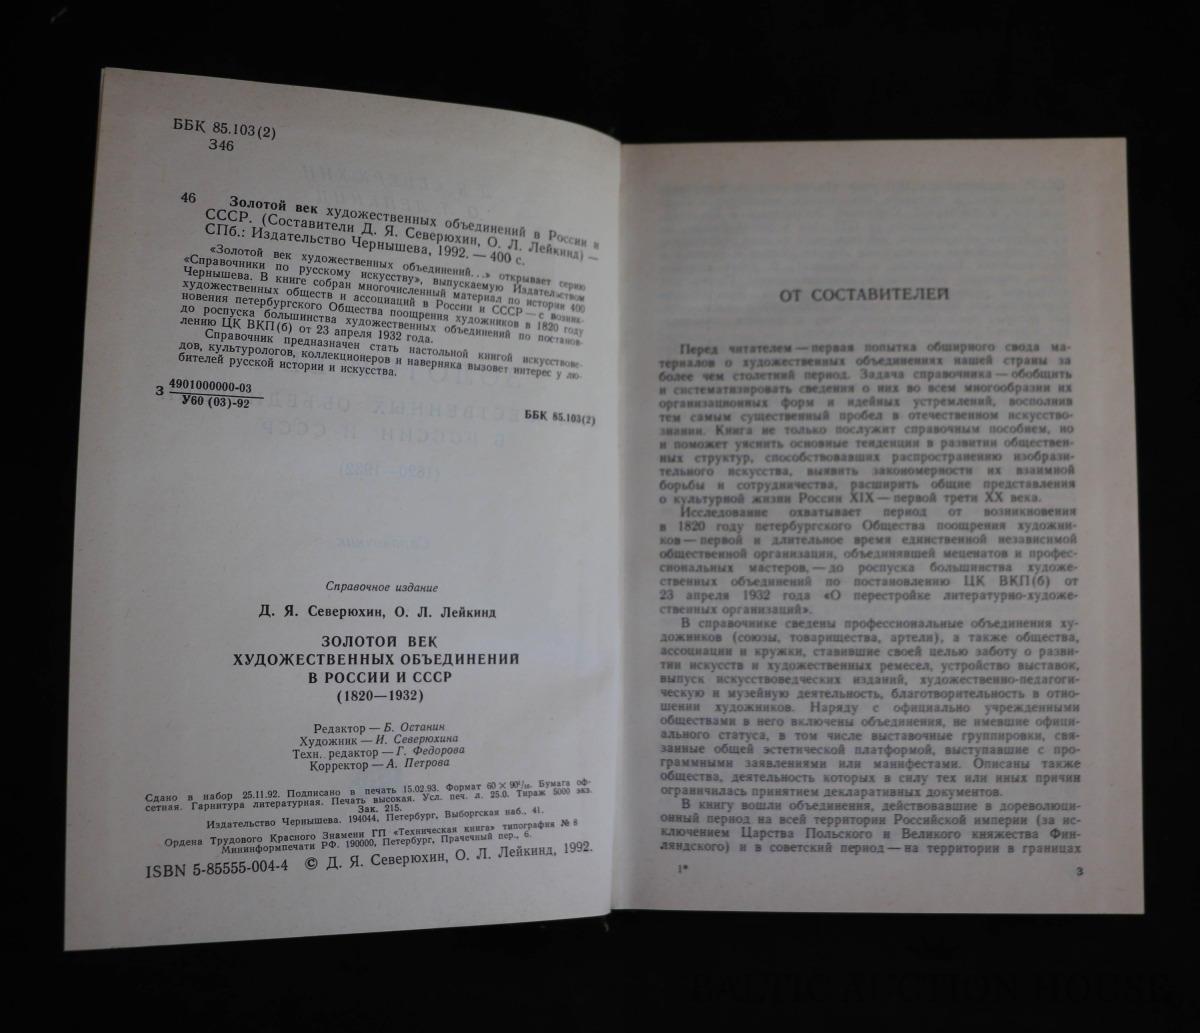 ББК 85.103(2)
З46
46 Золотой век художественных объединений в России и
СССР. (Составители Д. Я. Северюхин, О. Л. Лейкинд) —
СПб.: Издательство Чернышева, 1992. — 400 с.
«Золотой век художественных объединений...» открывает серию
«Справочники по русскому искусству», выпускаемую Издательством
Чернышева. В книге собран многочисленный материал по истории 400
художественных обществ и ассоциаций в России и СССР — с возник-
новения петербургского Общества поощрения художников в 1820 году
до роспуска большинства художественных объединений по постанов-
лению ЦК ВКП(б) от 23 апреля 1932 года.
Справочник предназначен стать настольной книгой искусствове-
дов, культурологов, коллекционеров и наверняка вызовет интерес у лю-
бителей русской истории и искусства.
З 4901000000-03
У60 (03)-92
ББК 85.103(2)
Справочное издание
Д. Я. Северюхин, О. Л. Лейкинд
ЗОЛОТОЙ ВЕК
ХУДОЖЕСТВЕННЫХ ОБЪЕДИНЕНИЙ
В РОССИИ И СССР
(1820—1932)
Редактор — Б. Останин
Художник — И. Северюхина
Техн. редактор — Г. Федорова
Корректор — А. Петрова
Сдано в набор 25.11.92. Подписано в печать 15.02.93. Формат 60 × 90 1/16. Бумага оф-
сетная. Гарнитура литературная. Печать высокая. Усл. печ. л. 25.0. Тираж 5000 экз.
Зак. 215.
Издательство Чернышева. 194044, Петербург, Выборгская наб., 41.
Ордена Трудового Красного Знамени ГП «Техническая книга» типография № 8
Мининформпечати РФ. 190000, Петербург, Прачечный пер., 6.
ISBN 5-85555-004-4 © Д. Я. Северюхин, О. Л. Лейкинд, 1992.
ОТ СОСТАВИТЕЛЕЙ
Перед читателем — первая попытка обширного свода ма-
териалов о художественных объединениях нашей страны за
более чем столетний период. Задача справочника — обобщить
и систематизировать сведения о них во всем многообразии их
организационных форм и идейных устремлений, восполнив
тем самым существенный пробел в отечественном искусство-
знании. Книга не только послужит справочным пособием, но
и поможет уяснить основные тенденции в развитии обществен-
ных структур, способствовавших распространению изобрази-
тельного искусства, выявить закономерности их взаимной
борьбы и сотрудничества, расширить общие представления
о культурной жизни России XIX — первой трети XX века.
Исследование охватывает период от возникновения
в 1820 году петербургского Общества поощрения художни-
ков — первой и длительное время единственной независимой
общественной организации, объединявшей меценатов и профес-
сиональных мастеров, — до роспуска большинства художе-
ственных объединений по постановлению ЦК ВКП(б) от
23 апреля 1932 года «О перестройке литературно-художе-
ственных организаций».
В справочнике сведены профессиональные объединения ху-
дожников (союзы, товарищества, артели), а также общества,
ассоциации и кружки, ставившие своей целью заботу о разви-
тии искусств и художественных ремесел, устройство выставок,
выпуск искусствоведческих изданий, художественно-педагоги-
ческую и музейную деятельность, благотворительность в отно-
шении художников. Наряду с официально учрежденными
обществами в него включены объединения, не имевшие офици-
ального статуса, в том числе выставочные группировки, свя-
занные общей эстетической платформой, выступавшие с про-
граммными заявлениями или манифестами. Описаны также
общества, деятельность которых в силу тех или иных причин
ограничилась принятием декларативных документов.
В книгу вошли объединения, действовавшие в дореволюци-
онный период на всей территории Российской империи (за ис-
ключением Царства Польского и Великого княжества Фин-
ляндского) и в советский период — на территории в границах
1*
3
BALTIC AUCTION HOUSE